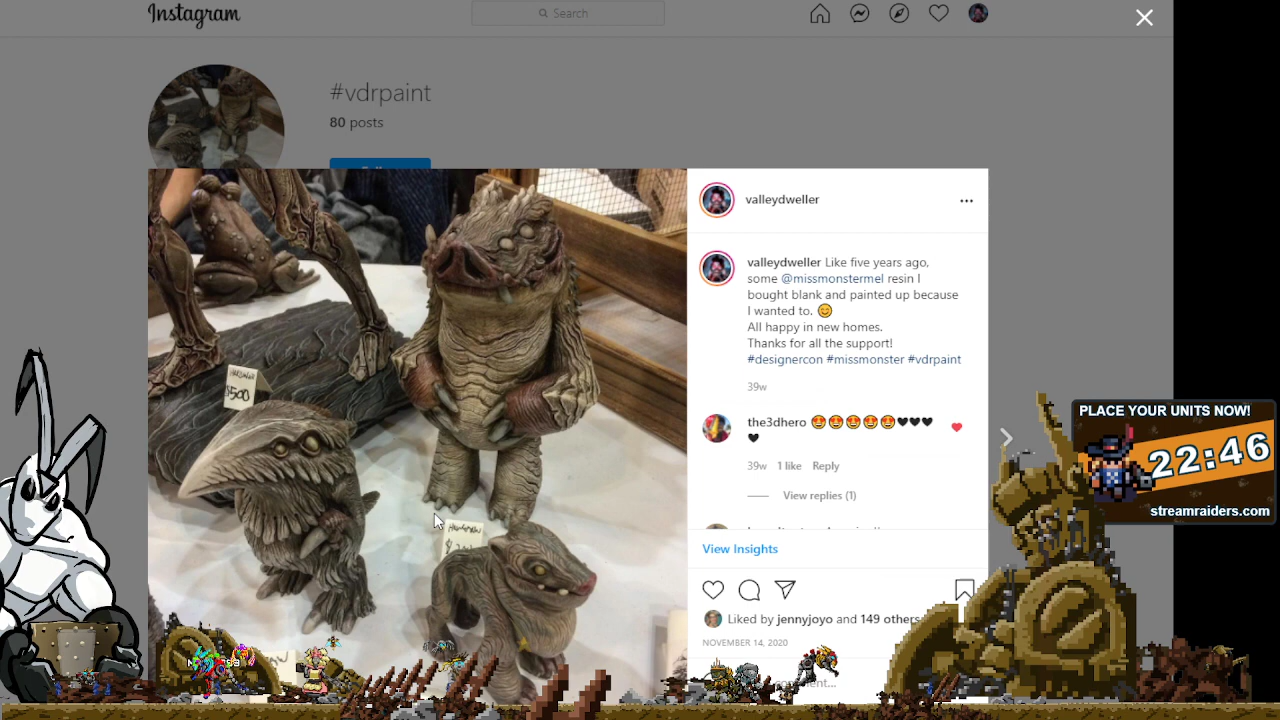 Instagram
Search
#vdrpaint
80 posts
valleydweller
valleydweller Like five years ago,
some @missmonstermel resin I
bought blank and painted up because
I wanted to.
All happy in new homes.
Thanks for all the support!
#designercon #missmonster #vdrpaint
39w
the3dhero
39w 1 like Reply
View replies (1)
View Insights
Liked by jennyjoyo and 149 others
NOVEMBER 14, 2020
$500
PLACE YOUR UNITS NOW!
22:46
streamraiders.com